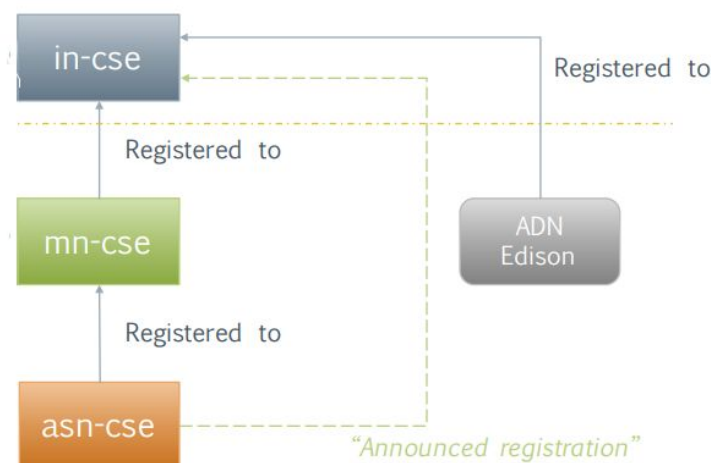 in-cse
Registered to
Registered to
mn-cse
ADN
Edison
Registered to
asn-cse
"Announced registration"